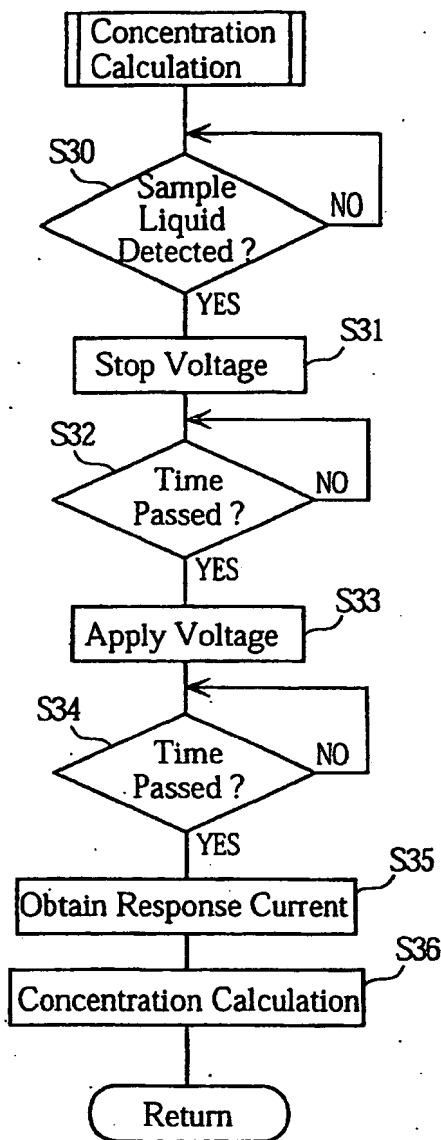 Concentration
Calculation
S30
Sample
Liquid
Detected ?
NO
YES
S31
Stop Voltage
S32
Time
Passed ?
NO
YES
S33
Apply Voltage
S34
Time
Passed ?
NO
YES
S35
Obtain Response Current
S36
Concentration Calculation
Return